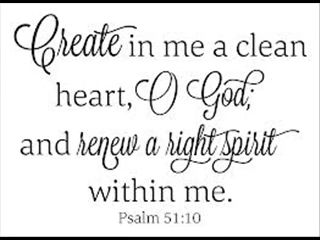 Create in me a clean
heart, O God;
and renew a right spirit
within me.
Psalm 51:10